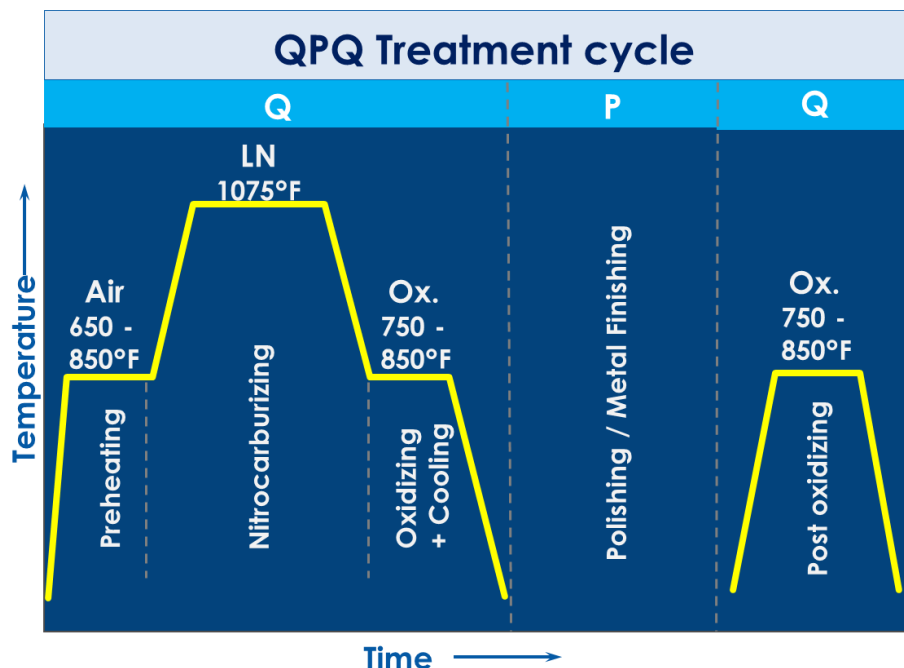 QPQ Treatment cycle
Q
P
Q
LN
1075°F
Air
650 -
850°F
Ox.
750 -
850°F
Ox.
750 -
850°F
Preheating
Nitrocarburizing
Oxidizing
+ Cooling
Polishing / Metal Finishing
Post oxidizing
Temperature
Time